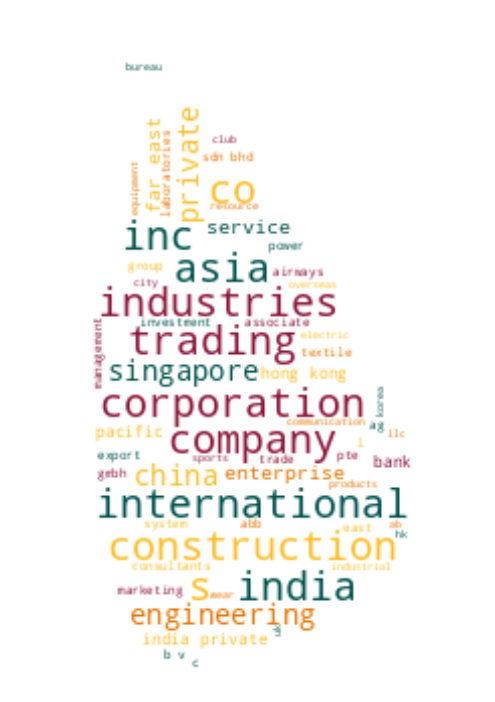 bureau
club
far east
private
laboratories
equipment
sdn bhd
co
resource
inc
service
power
asia
group
airways
city
overseas
industries
investment
associate
management
trading
electric
textile
singapore
hong kong
corporation
korea
communication
a
pacific
company
llc
l
export
sports
trade
pte
bank
gmbh
china
enterprise
products
international
system
abb
east
ab
hk
construction
consultants
industrial
marketing
s
wear
india
engineering
india private
b v
c